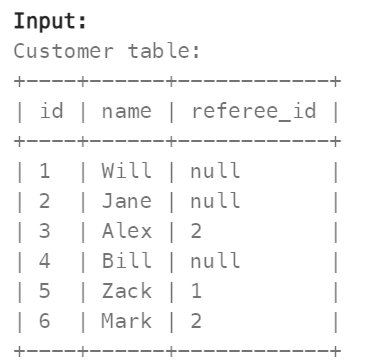 Input:
Customer table:
+----+------+------------+
| id | name | referee_id |
+----+------+------------+
| 1  | Will | null       |
| 2  | Jane | null       |
| 3  | Alex | 2          |
| 4  | Bill | null       |
| 5  | Zack | 1          |
| 6  | Mark | 2          |
+----+------+------------+